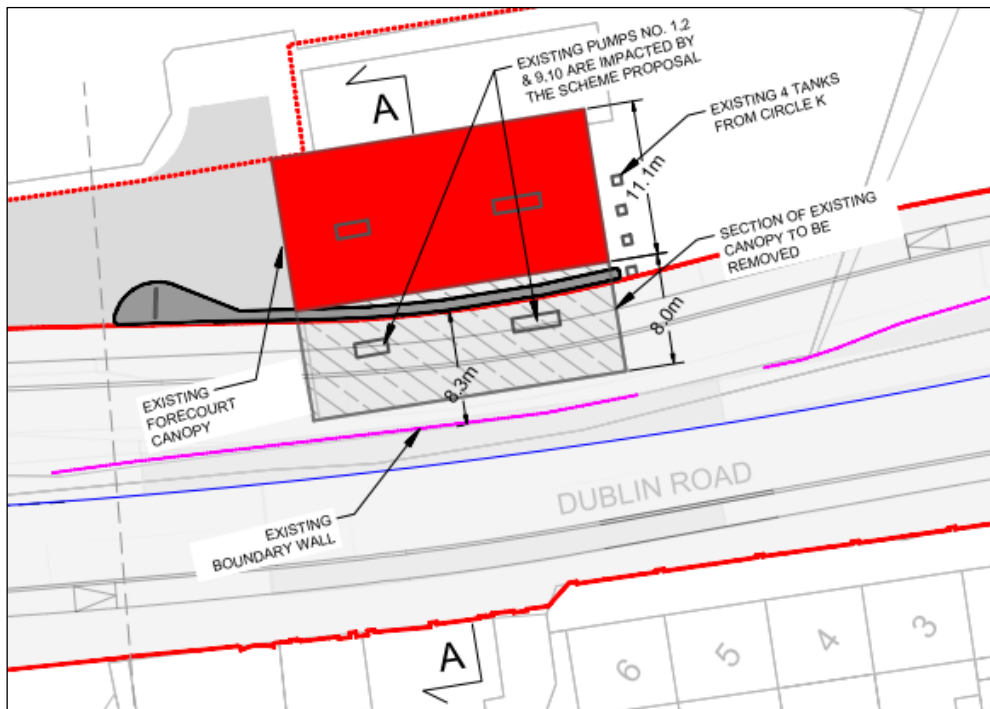 EXISTING PUMPS NO. 1,2
& 9,10 ARE IMPACTED BY
THE SCHEME PROPOSAL
A
EXISTING 4 TANKS
FROM CIRCLE K
11.1m
SECTION OF EXISTING
CANOPY TO BE
REMOVED
8.0m
8.3m
EXISTING
FORECOURT
CANOPY
DUBLIN ROAD
EXISTING
BOUNDARY WALL
A
6
5
4
3